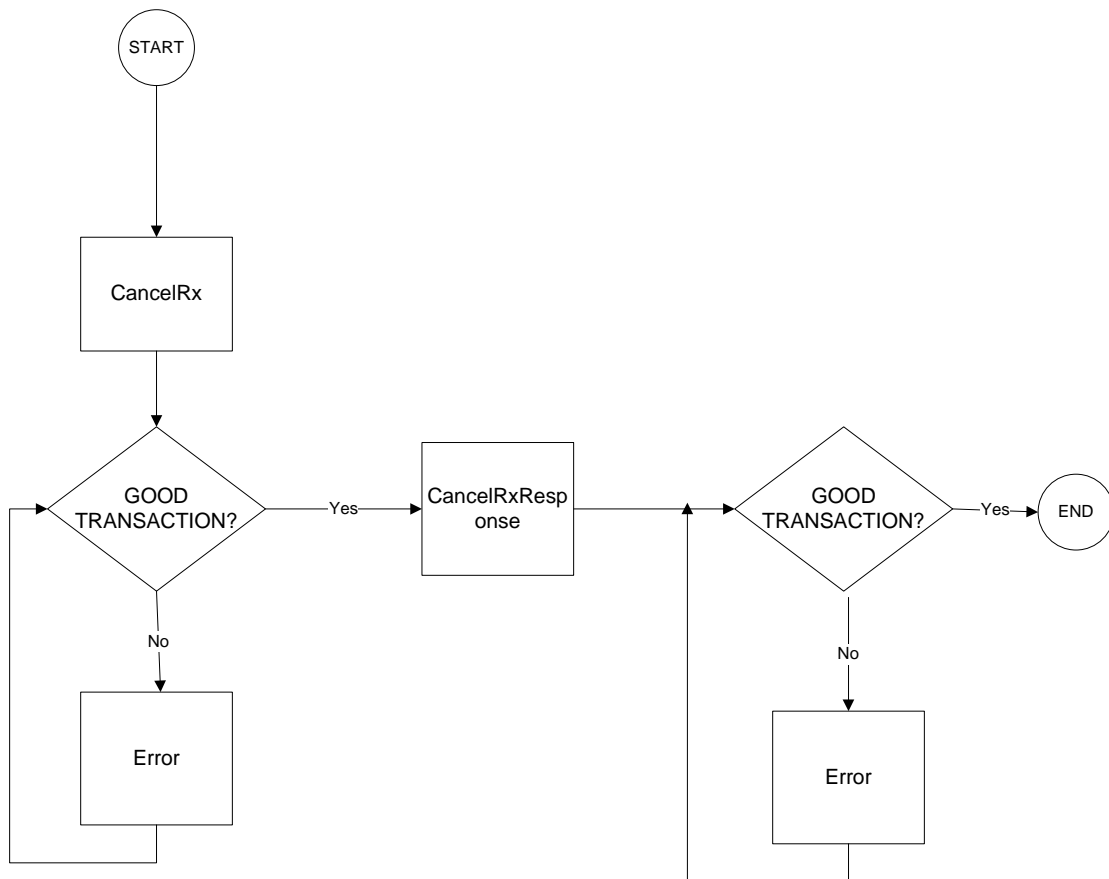 START
CancelRx
GOOD
TRANSACTION?
Yes
CancelRxResp
onse
GOOD
TRANSACTION?
Yes
END
No
Error
No
Error